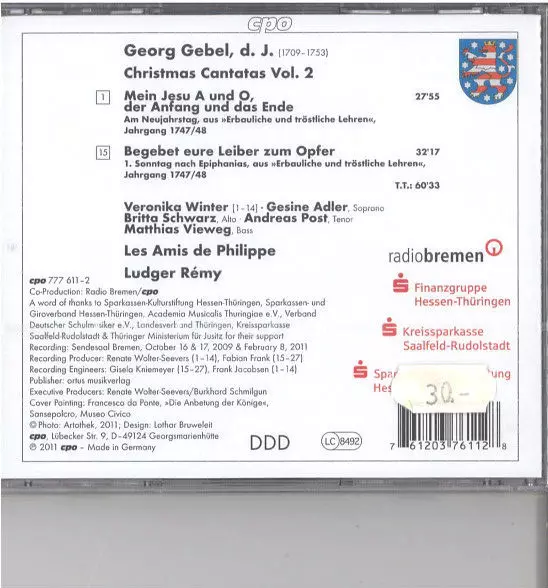 cpo
Georg Gebel, d. J. (1709–1753)
Christmas Cantatas Vol. 2
1 Mein Jesu A und O, 27'55
der Anfang und das Ende
Am Neujahrstag, aus »Erbauliche und tröstliche Lehren«,
Jahrgang 1747/48
15 Begebet eure Leiber zum Opfer 32'17
1. Sonntag nach Epiphanias, aus »Erbauliche und tröstliche Lehren«,
Jahrgang 1747/48
T.T.: 60'33
Veronika Winter [1–14] · Gesine Adler, Soprano
Britta Schwarz, Alto · Andreas Post, Tenor
Matthias Vieweg, Bass
Les Amis de Philippe
Ludger Rémy
radiobremen
Finanzgruppe
Hessen-Thüringen
Kreissparkasse
Saalfeld-Rudolstadt
cpo 777 611–2
Co-Production: Radio Bremen/cpo
A word of thanks to Sparkassen-Kulturstiftung Hessen-Thüringen, Sparkassen- und
Giroverband Hessen-Thüringen, Academia Musicalis Thuringiae e.V., Verband
Deutscher Schulmusiker e.V., Landesverband Thüringen, Kreissparkasse
Saalfeld-Rudolstadt & Thüringer Ministerium für Jusitz for their support
Recording: Sendesaal Bremen, October 16 & 17, 2009 & February 8, 2011
Recording Producer: Renate Wolter-Seevers (1–14), Fabian Frank (15–27)
Recording Engineers: Gisela Kniemeyer (15–27), Frank Jacobsen (1–14)
Publisher: ortus musikverlag
Executive Producers: Renate Wolter-Seevers/Burkhard Schmilgun
Cover Painting: Francesco da Ponte, »Die Anbetung der Könige«,
Sansepolcro, Museo Civico
© Photo: Artothek, 2011; Design: Lothar Bruweleit
cpo, Lübecker Str. 9, D–49124 Georgsmarienhütte
℗ 2011 cpo – Made in Germany
DDD
LC 8492
30.-
7 61203 76112 8